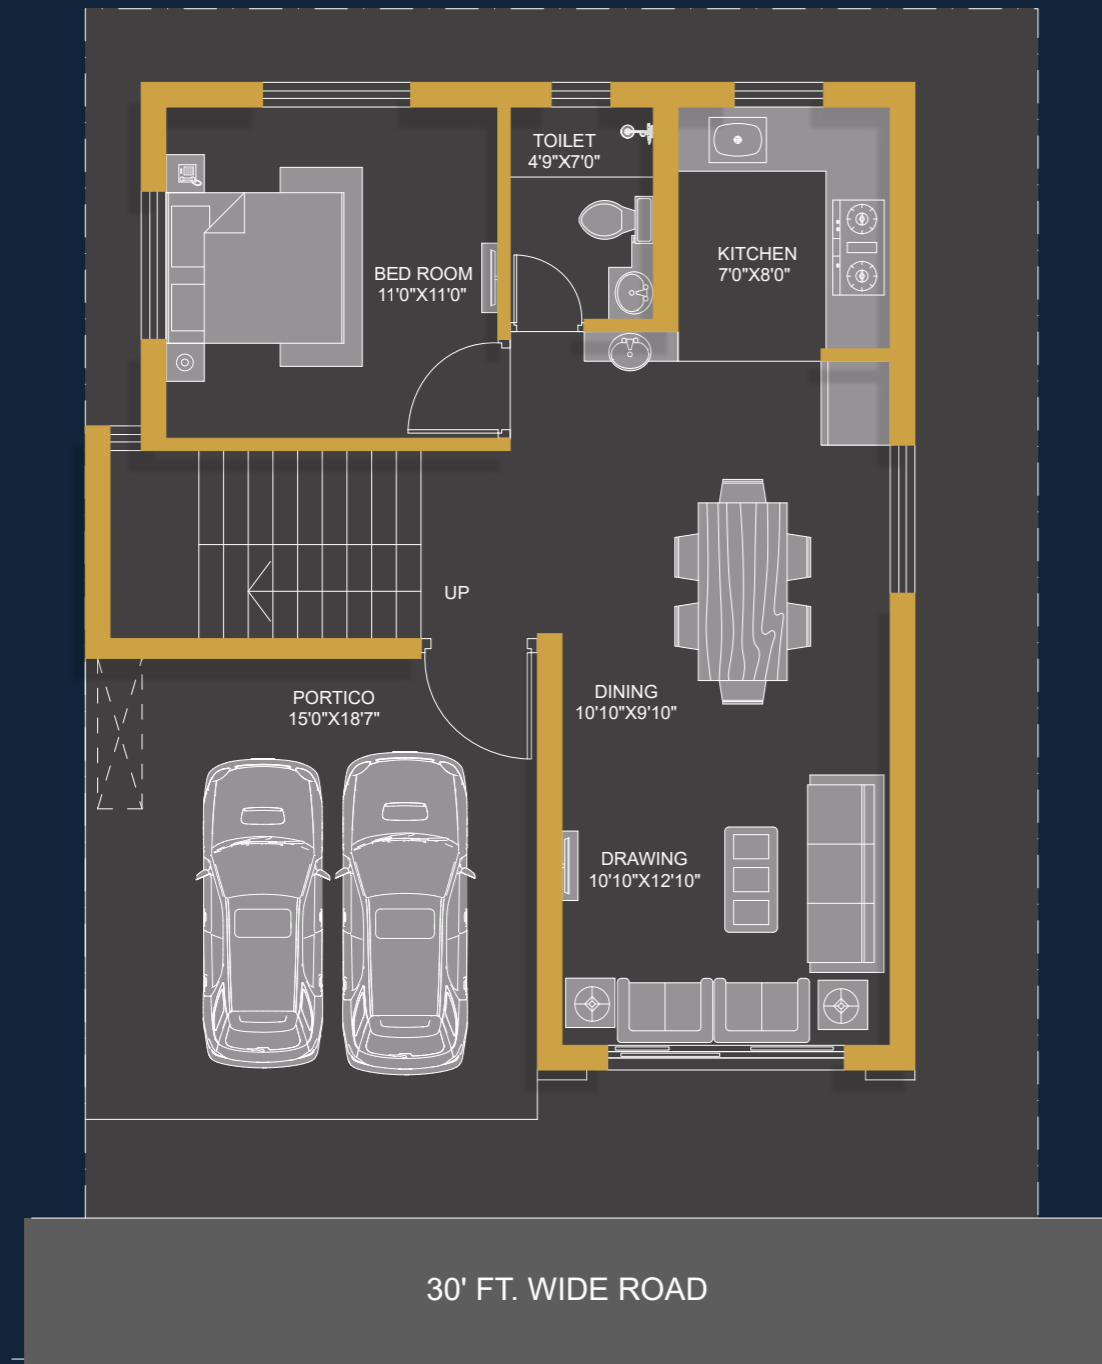 TOILET
4'9"X7'0"
KITCHEN
7'0"X8'0"
BED ROOM
11'0"X11'0"
UP
PORTICO
15'0"X18'7"
DINING
10'10"X9'10"
DRAWING
10'10"X12'10"
30' FT. WIDE ROAD